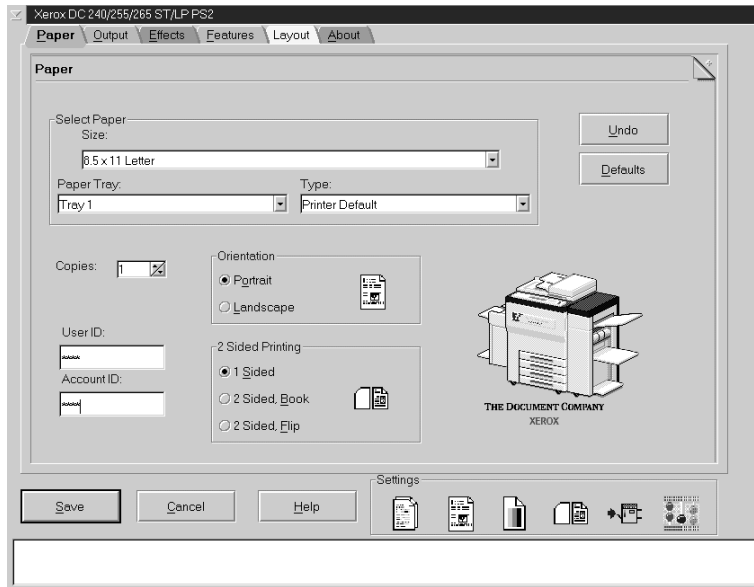 Xerox DC 240/255/265 ST/LP PS2
Paper Output Effects Features Layout About
Paper
Select Paper
Size:
8.5 x 11 Letter
Paper Tray:
Type:
Tray 1
Printer Default
Undo
Defaults
Copies:
1
Orientation
Portrait
Landscape
User ID:
****
Account ID:
****
2 Sided Printing
1 Sided
2 Sided, Book
2 Sided, Flip
THE DOCUMENT COMPANY
XEROX
Save
Cancel
Help
Settings